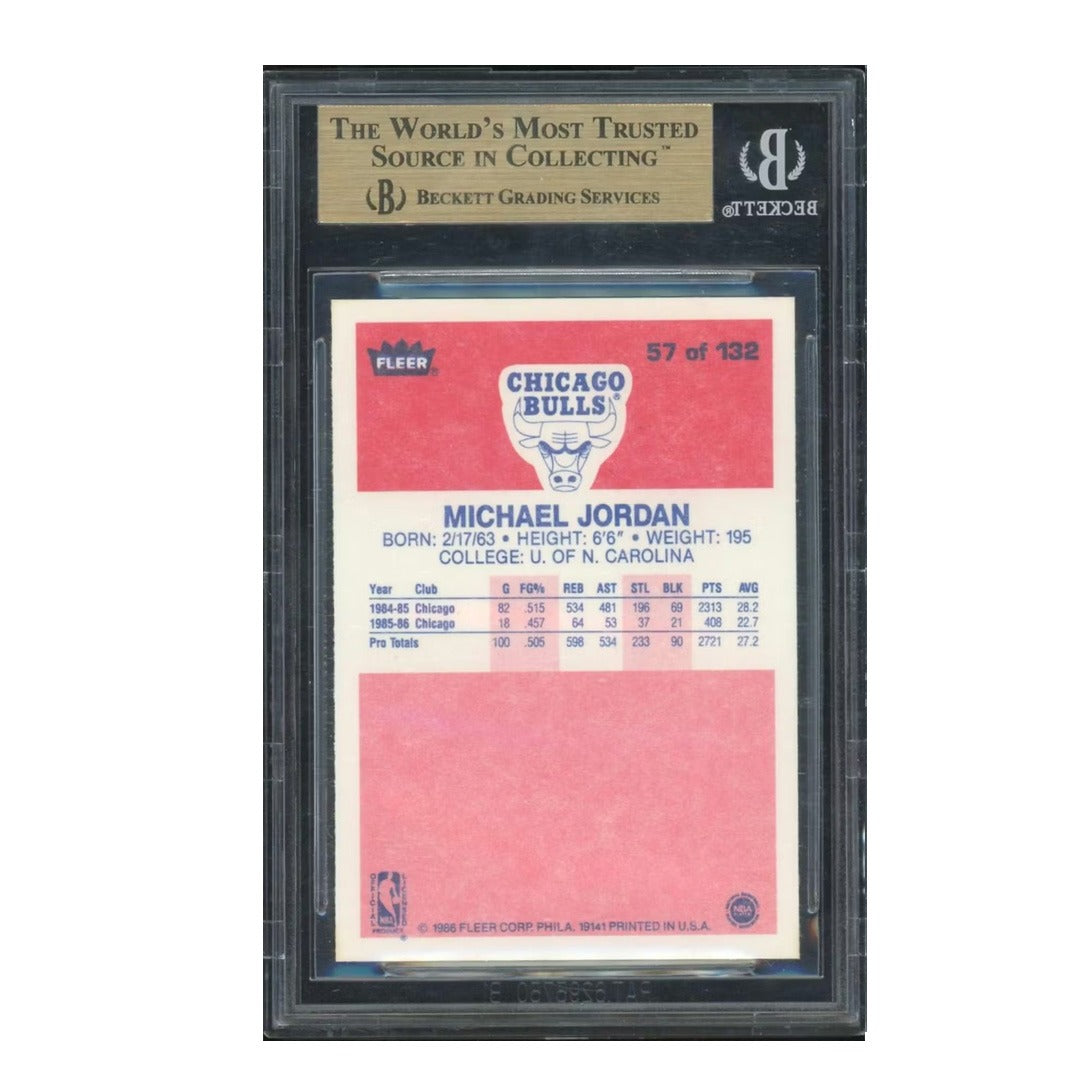 THE WORLD'S MOST TRUSTED
SOURCE IN COLLECTING™
B BECKETT GRADING SERVICES
B
BECKETT®
FLEER®
57 of 132
CHICAGO
BULLS®
MICHAEL JORDAN
BORN: 2/17/63 • HEIGHT: 6'6" • WEIGHT: 195
COLLEGE: U. OF N. CAROLINA
Year Club G FG% REB AST STL BLK PTS AVG
1984-85 Chicago 82 .515 534 481 196 69 2313 28.2
1985-86 Chicago 18 .457 64 53 37 21 408 22.7
Pro Totals 100 .505 598 534 233 90 2721 27.2
NBA
© 1986 FLEER CORP. PHILA. 19141 PRINTED IN U.S.A.
NBA